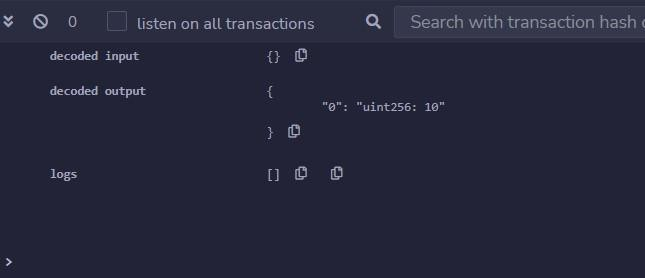 0 listen on all transactions Search with transaction hash
decoded input {}
decoded output {
"0": "uint256: 10"
}
logs []
>